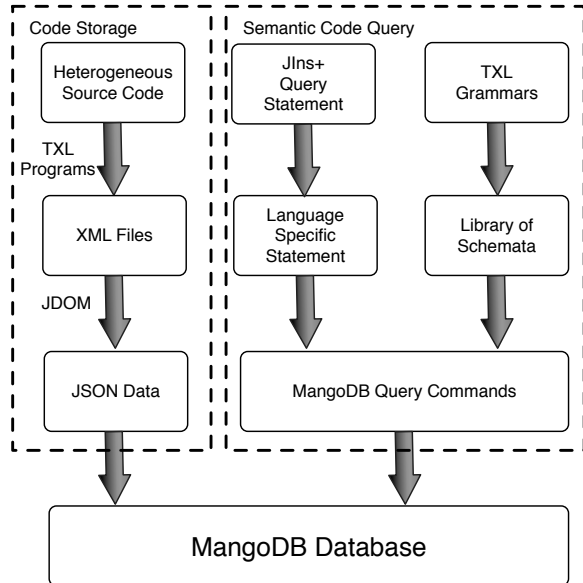 Code Storage
Heterogeneous
Source Code
TXL
Programs
XML Files
JDOM
JSON Data
Semantic Code Query
JIns+
Query
Statement
TXL
Grammars
Language
Specific
Statement
Library of
Schemata
MangoDB Query Commands
MangoDB Database